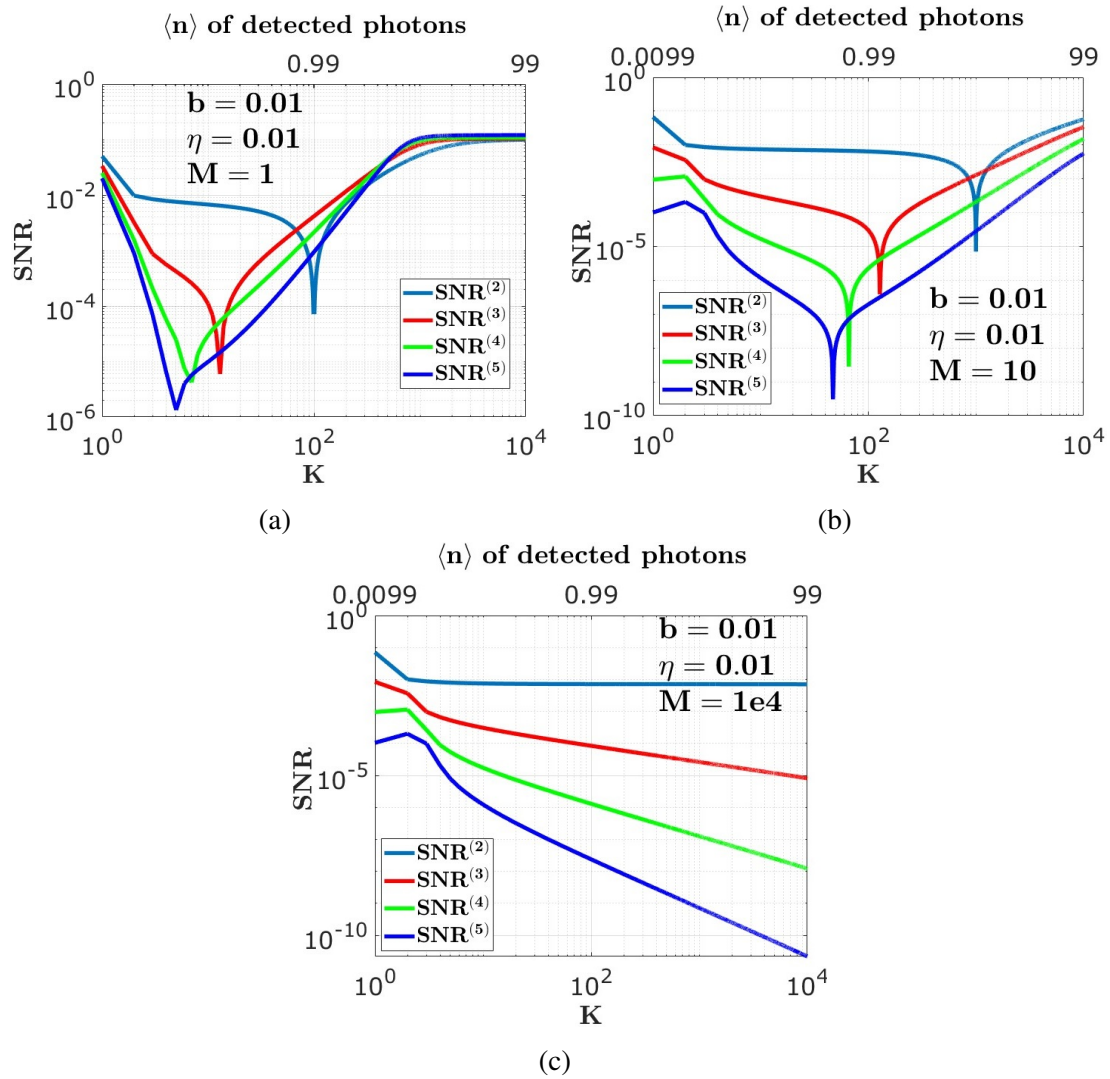 ⟨n⟩ of detected photons
0.99 99
10^0
10^-2
10^-4
10^-6
SNR
b = 0.01
η = 0.01
M = 1
SNR^(2)
SNR^(3)
SNR^(4)
SNR^(5)
10^0 10^2 10^4
K
(a)
⟨n⟩ of detected photons
0.0099 0.99 99
10^0
10^-5
10^-10
SNR
SNR^(2)
SNR^(3)
SNR^(4)
SNR^(5)
b = 0.01
η = 0.01
M = 10
10^0 10^2 10^4
K
(b)
⟨n⟩ of detected photons
0.0099 0.99 99
10^0
10^-5
10^-10
SNR
b = 0.01
η = 0.01
M = 1e4
SNR^(2)
SNR^(3)
SNR^(4)
SNR^(5)
10^0 10^2 10^4
K
(c)